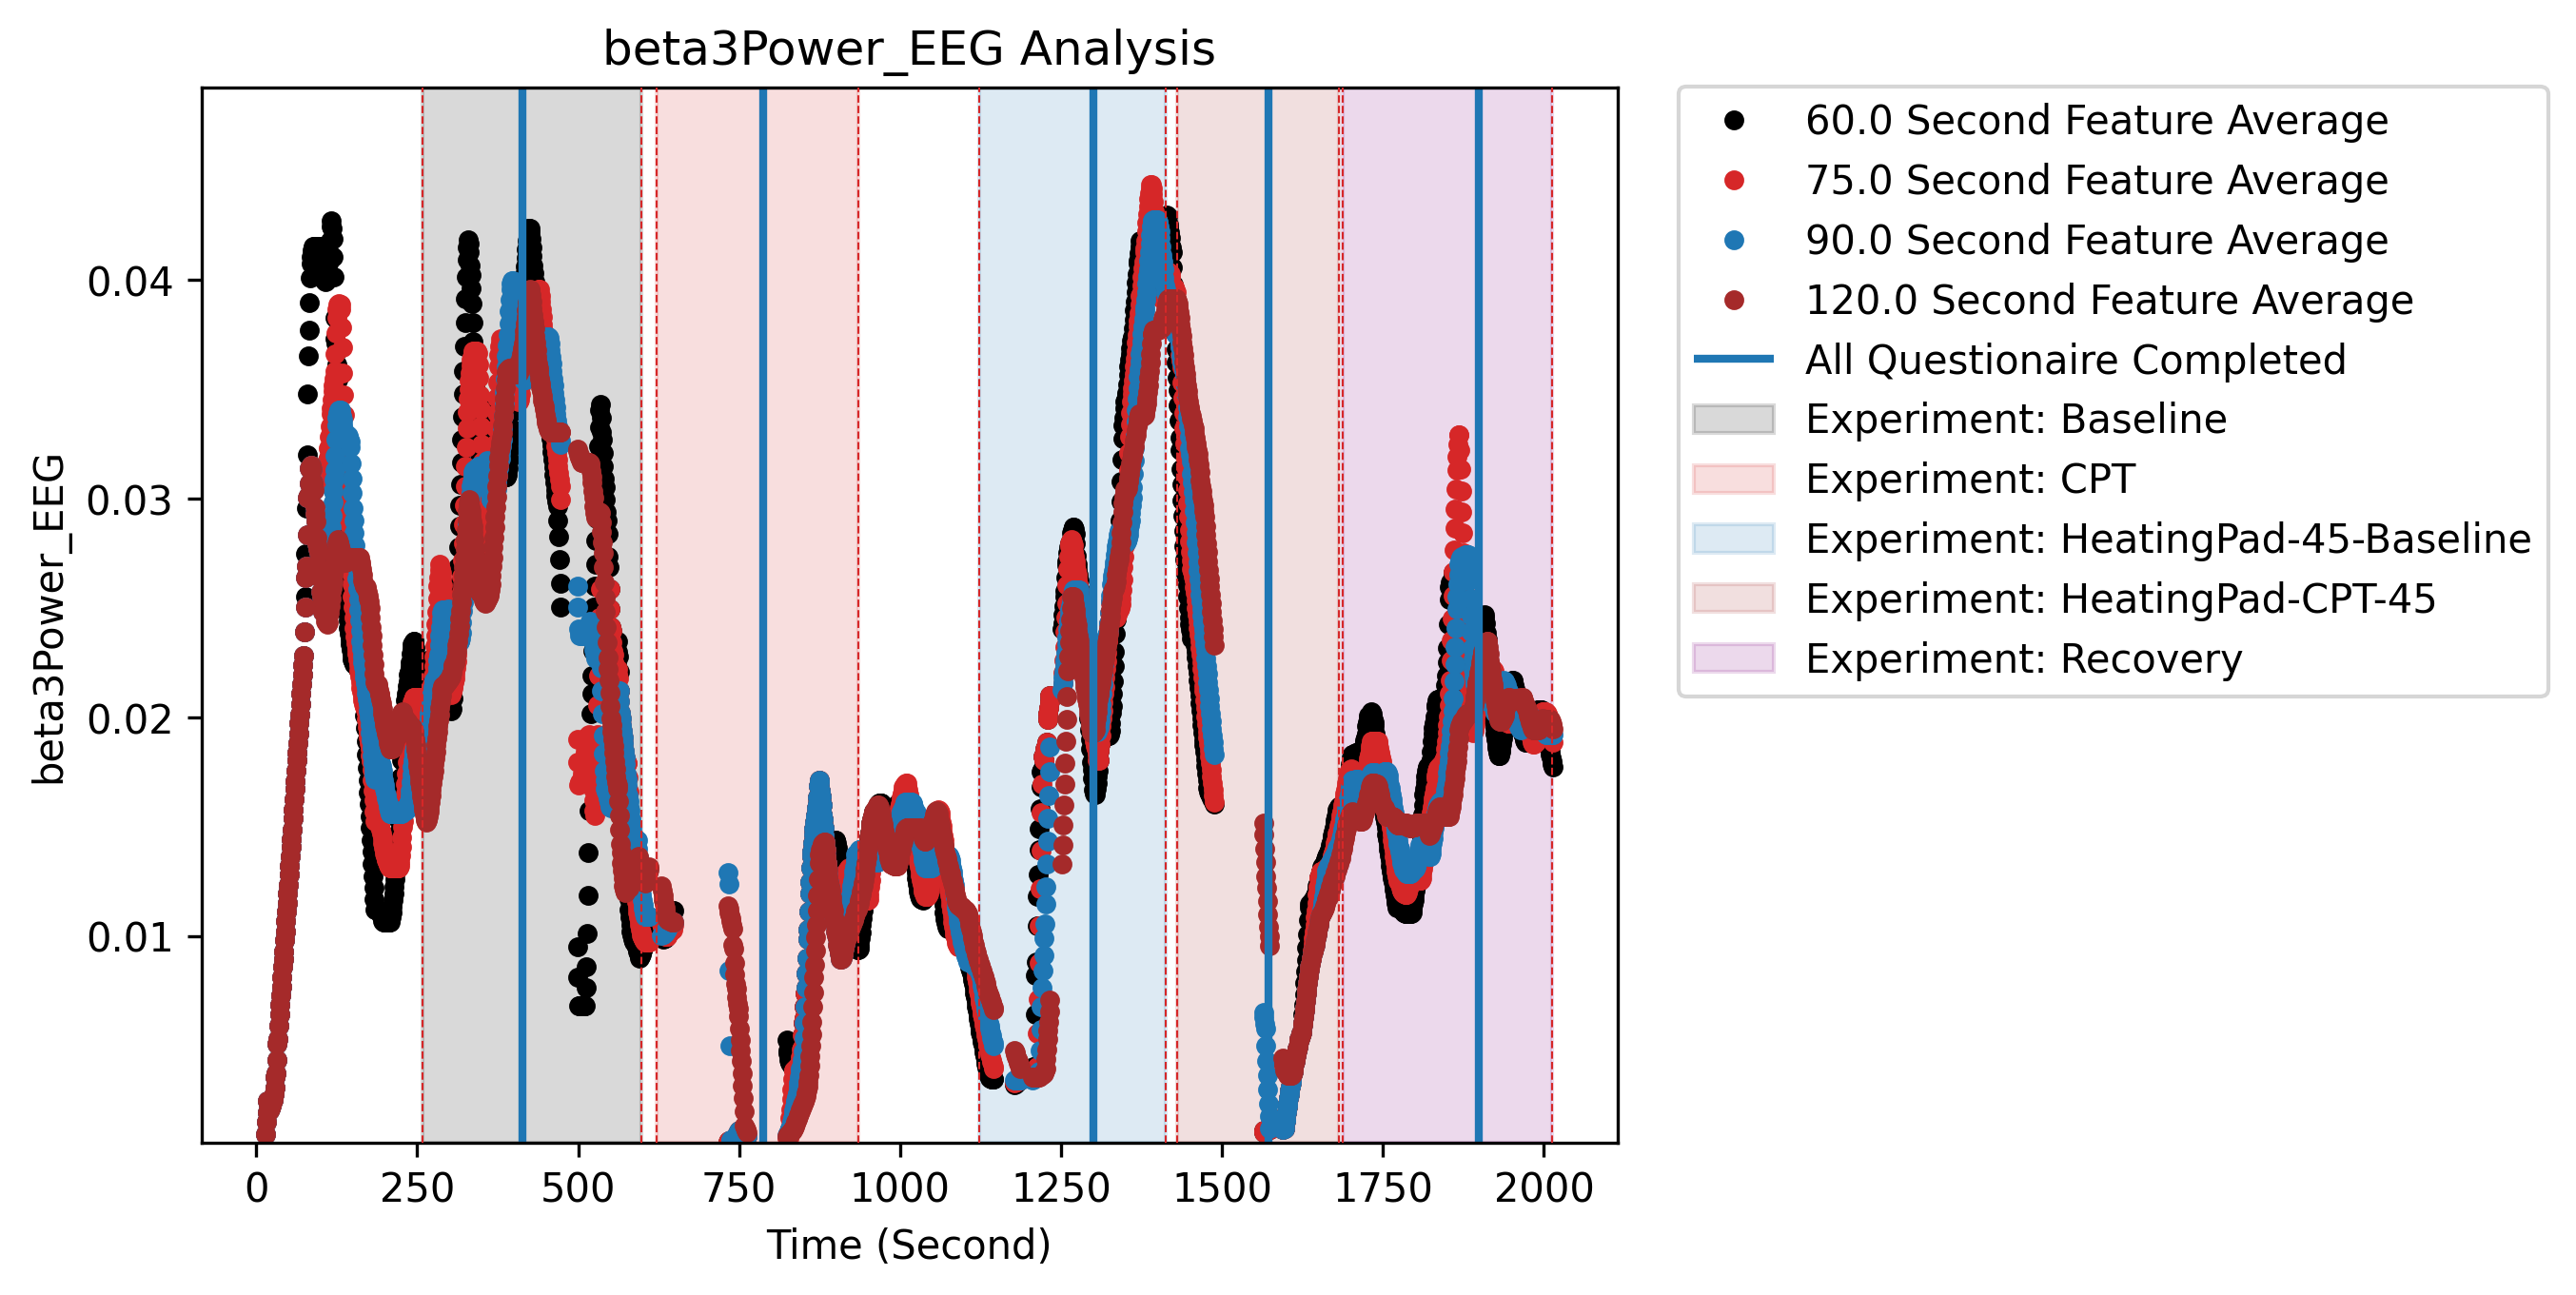 beta3Power_EEG Analysis
beta3Power_EEG
0.04
0.03
0.02
0.01
0 250 500 750 1000 1250 1500 1750 2000
Time (Second)
60.0 Second Feature Average
75.0 Second Feature Average
90.0 Second Feature Average
120.0 Second Feature Average
All Questionaire Completed
Experiment: Baseline
Experiment: CPT
Experiment: HeatingPad-45-Baseline
Experiment: HeatingPad-CPT-45
Experiment: Recovery